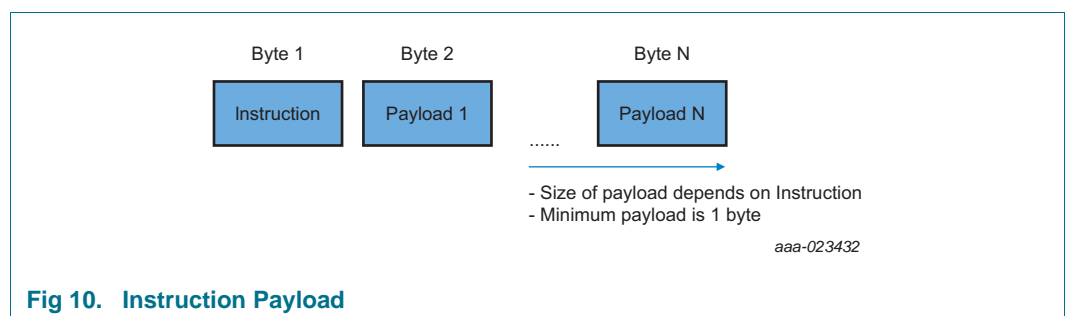 Byte 1 Byte 2 Byte N
Instruction Payload 1 Payload N
......
- Size of payload depends on Instruction
- Minimum payload is 1 byte
aaa-023432
Fig 10. Instruction Payload